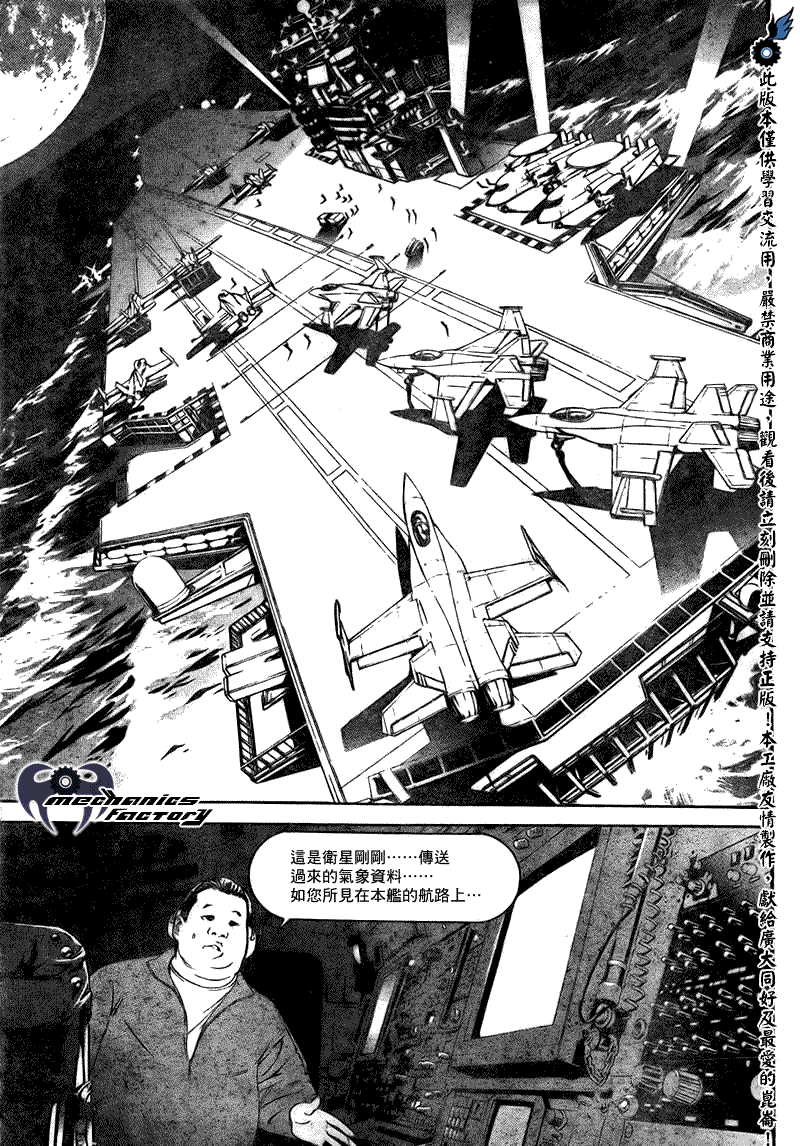 這是衛星剛剛……傳送
過來的氣象資料……
如您所見在本艦的航路上…
此版本僅供學習交流用，嚴禁商業用途，觀看後請立刻刪除並請支持正版！本工廠友情製作，獻給廣大同好及最愛的崑崙！
mechanics
factory